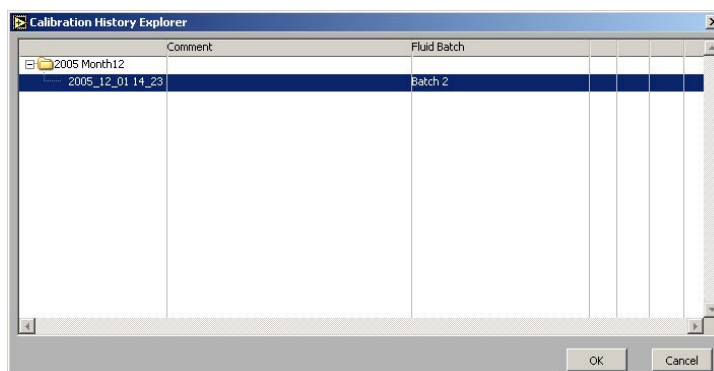 Calibration History Explorer
Comment Fluid Batch
2005 Month12
2005_12_01 14_23 Batch 2
OK Cancel